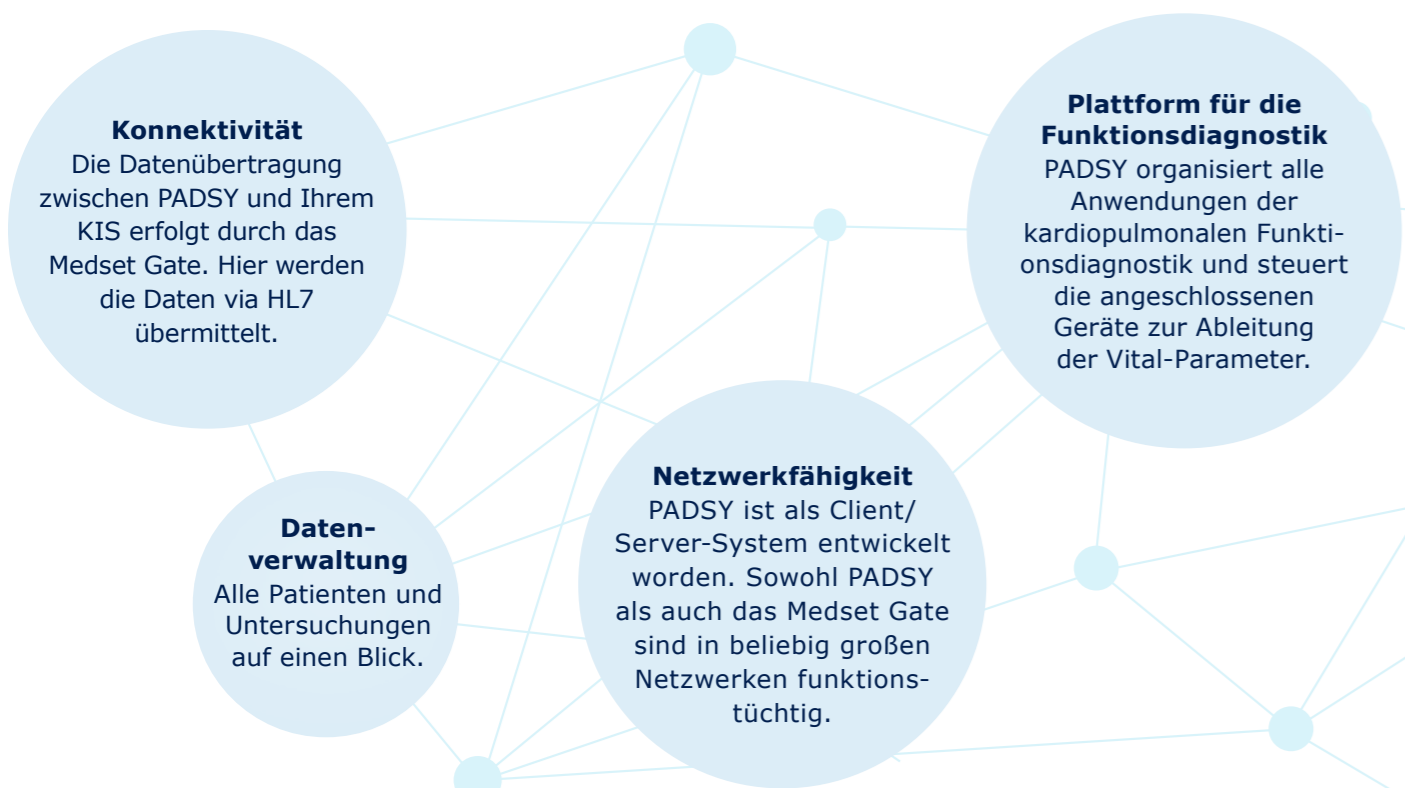 Konnektivität
Die Datenübertragung
zwischen PADSY und Ihrem
KIS erfolgt durch das
Medset Gate. Hier werden
die Daten via HL7
übermittelt.
Plattform für die
Funktionsdiagnostik
PADSY organisiert alle
Anwendungen der
kardiopulmonalen Funkti-
onsdiagnostik und steuert
die angeschlossenen
Geräte zur Ableitung
der Vital-Parameter.
Daten-
verwaltung
Alle Patienten und
Untersuchungen
auf einen Blick.
Netzwerkfähigkeit
PADSY ist als Client/
Server-System entwickelt
worden. Sowohl PADSY
als auch das Medset Gate
sind in beliebig großen
Netzwerken funktions-
tüchtig.